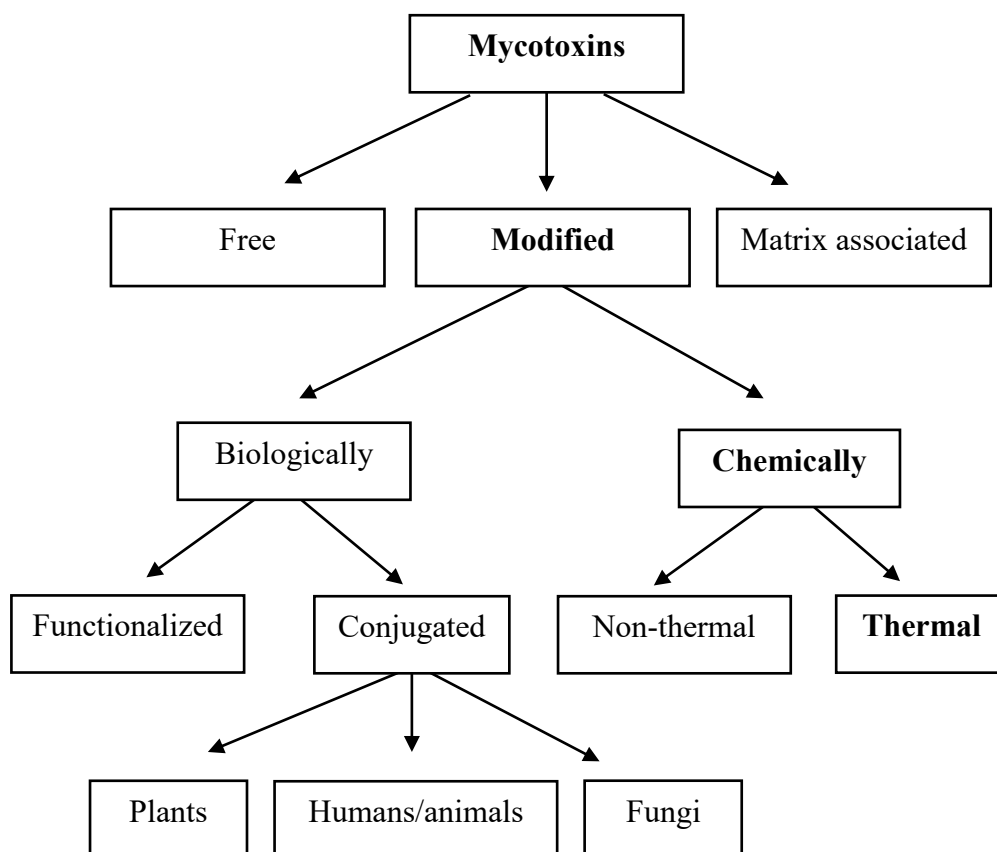 Mycotoxins
Free
Modified
Matrix associated
Biologically
Chemically
Functionalized
Conjugated
Non-thermal
Thermal
Plants
Humans/animals
Fungi